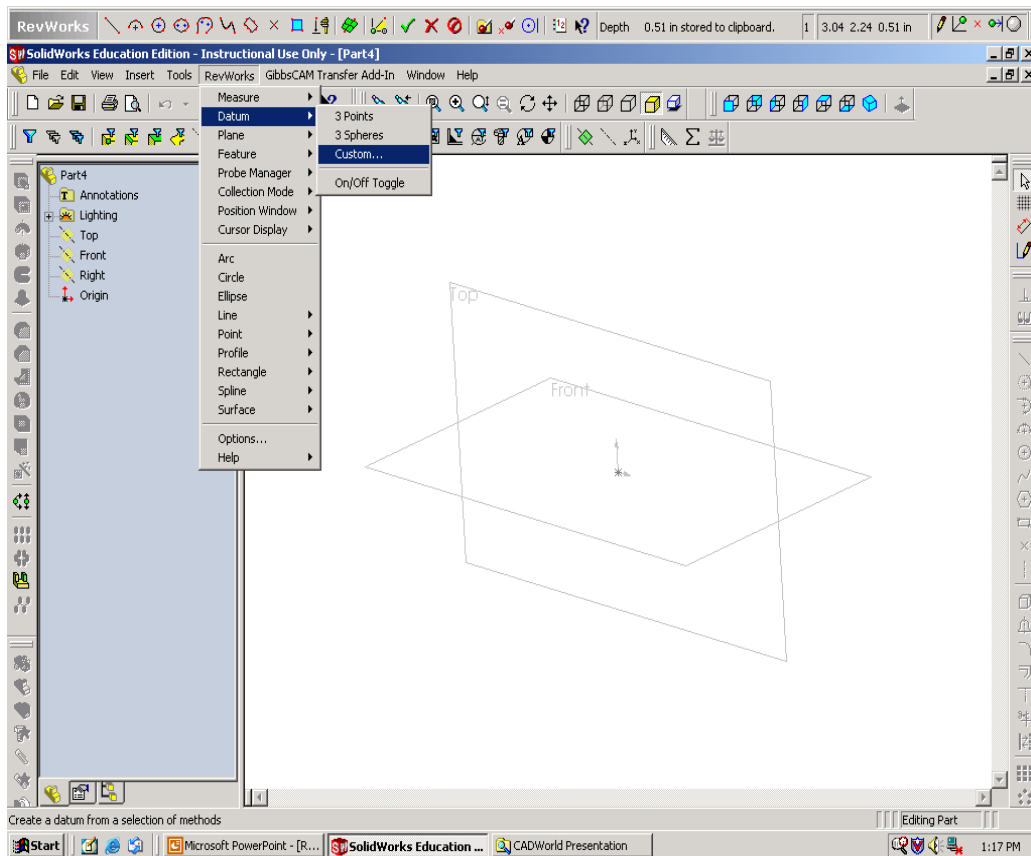 RevWorks Depth 0.51 in stored to clipboard. 1 3.04 2.24 0.51 in
SolidWorks Education Edition - Instructional Use Only - [Part4]
File Edit View Insert Tools RevWorks GibbsCAM Transfer Add-In Window Help
Measure
Datum
Plane
Feature
Probe Manager
Collection Mode
Position Window
Cursor Display
Arc
Circle
Ellipse
Line
Point
Profile
Rectangle
Spline
Surface
Options...
Help
3 Points
3 Spheres
Custom...
On/Off Toggle
Part4
Annotations
Lighting
Top
Front
Right
Origin
Top
Front
Create a datum from a selection of methods
Editing Part
Start
Microsoft PowerPoint - [R...
SolidWorks Education ...
CADWorld Presentation
1:17 PM